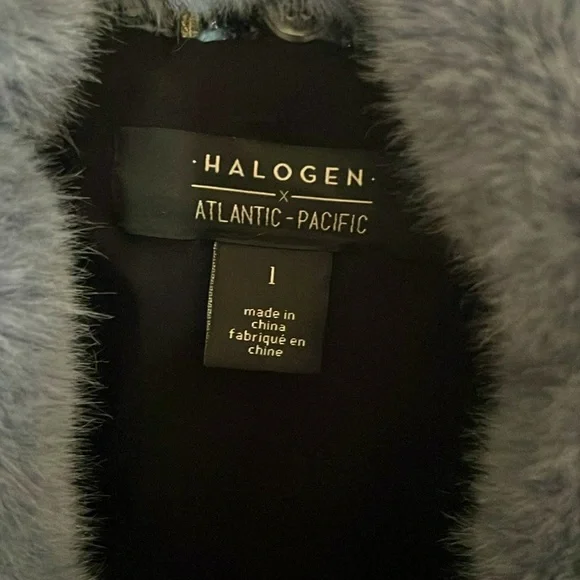 ·HALOGEN·
x
ATLANTIC-PACIFIC
1
made in
china
fabriqué en
chine